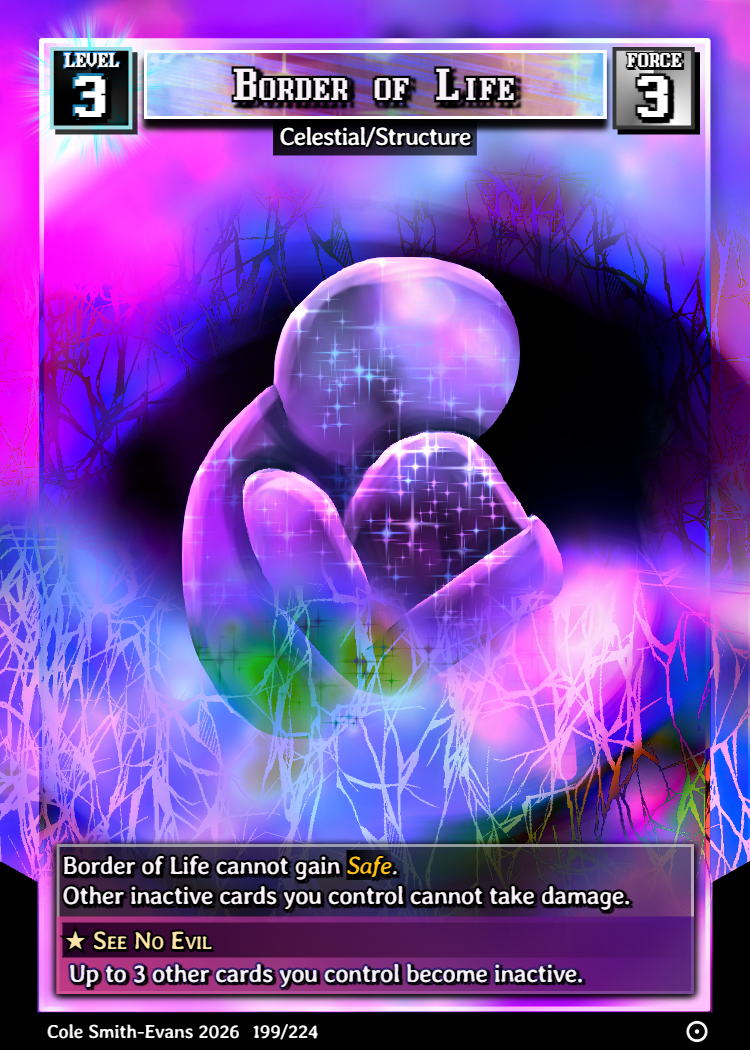 LEVEL
3
Border of Life
FORCE
3
Celestial/Structure
Border of Life cannot gain Safe.
Other inactive cards you control cannot take damage.
★ See No Evil
Up to 3 other cards you control become inactive.
Cole Smith-Evans 2026 199/224